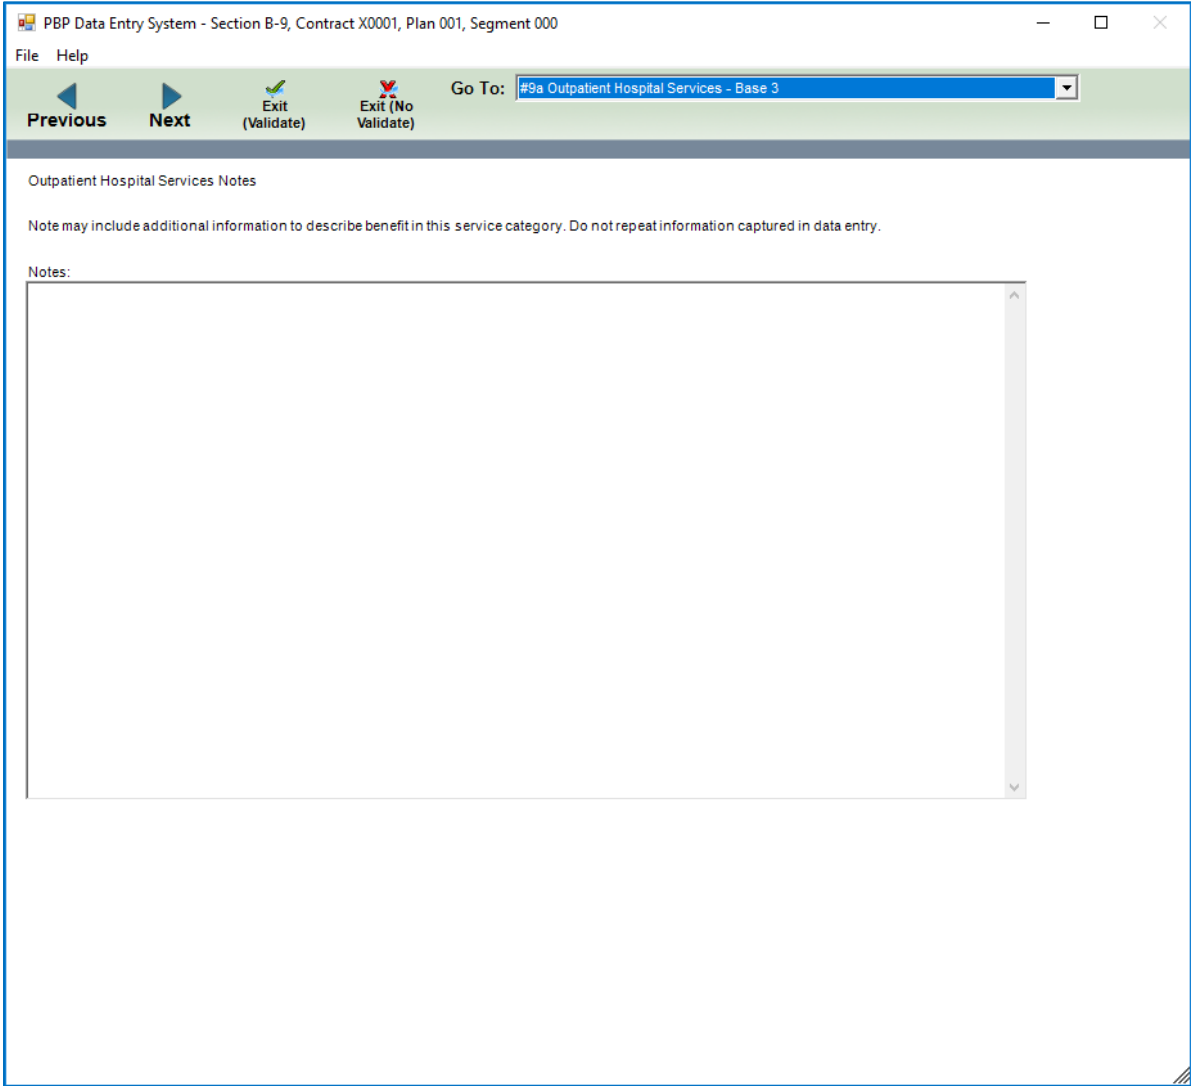 PBP Data Entry System - Section B-9, Contract X0001, Plan 001, Segment 000
File Help
Previous
Next
Exit
(Validate)
Exit (No
Validate)
Go To: #9a Outpatient Hospital Services - Base 3
Outpatient Hospital Services Notes
Note may include additional information to describe benefit in this service category. Do not repeat information captured in data entry.
Notes: